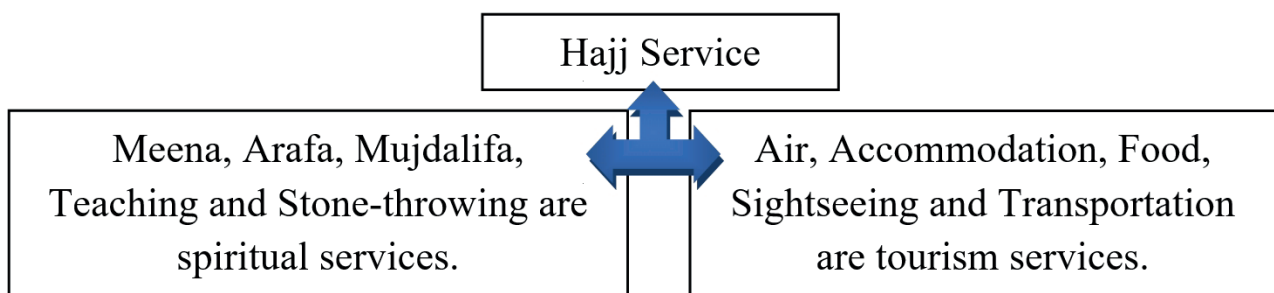 Hajj Service
Meena, Arafa, Mujdalifa,
Teaching and Stone-throwing are
spiritual services.
Air, Accommodation, Food,
Sightseeing and Transportation
are tourism services.